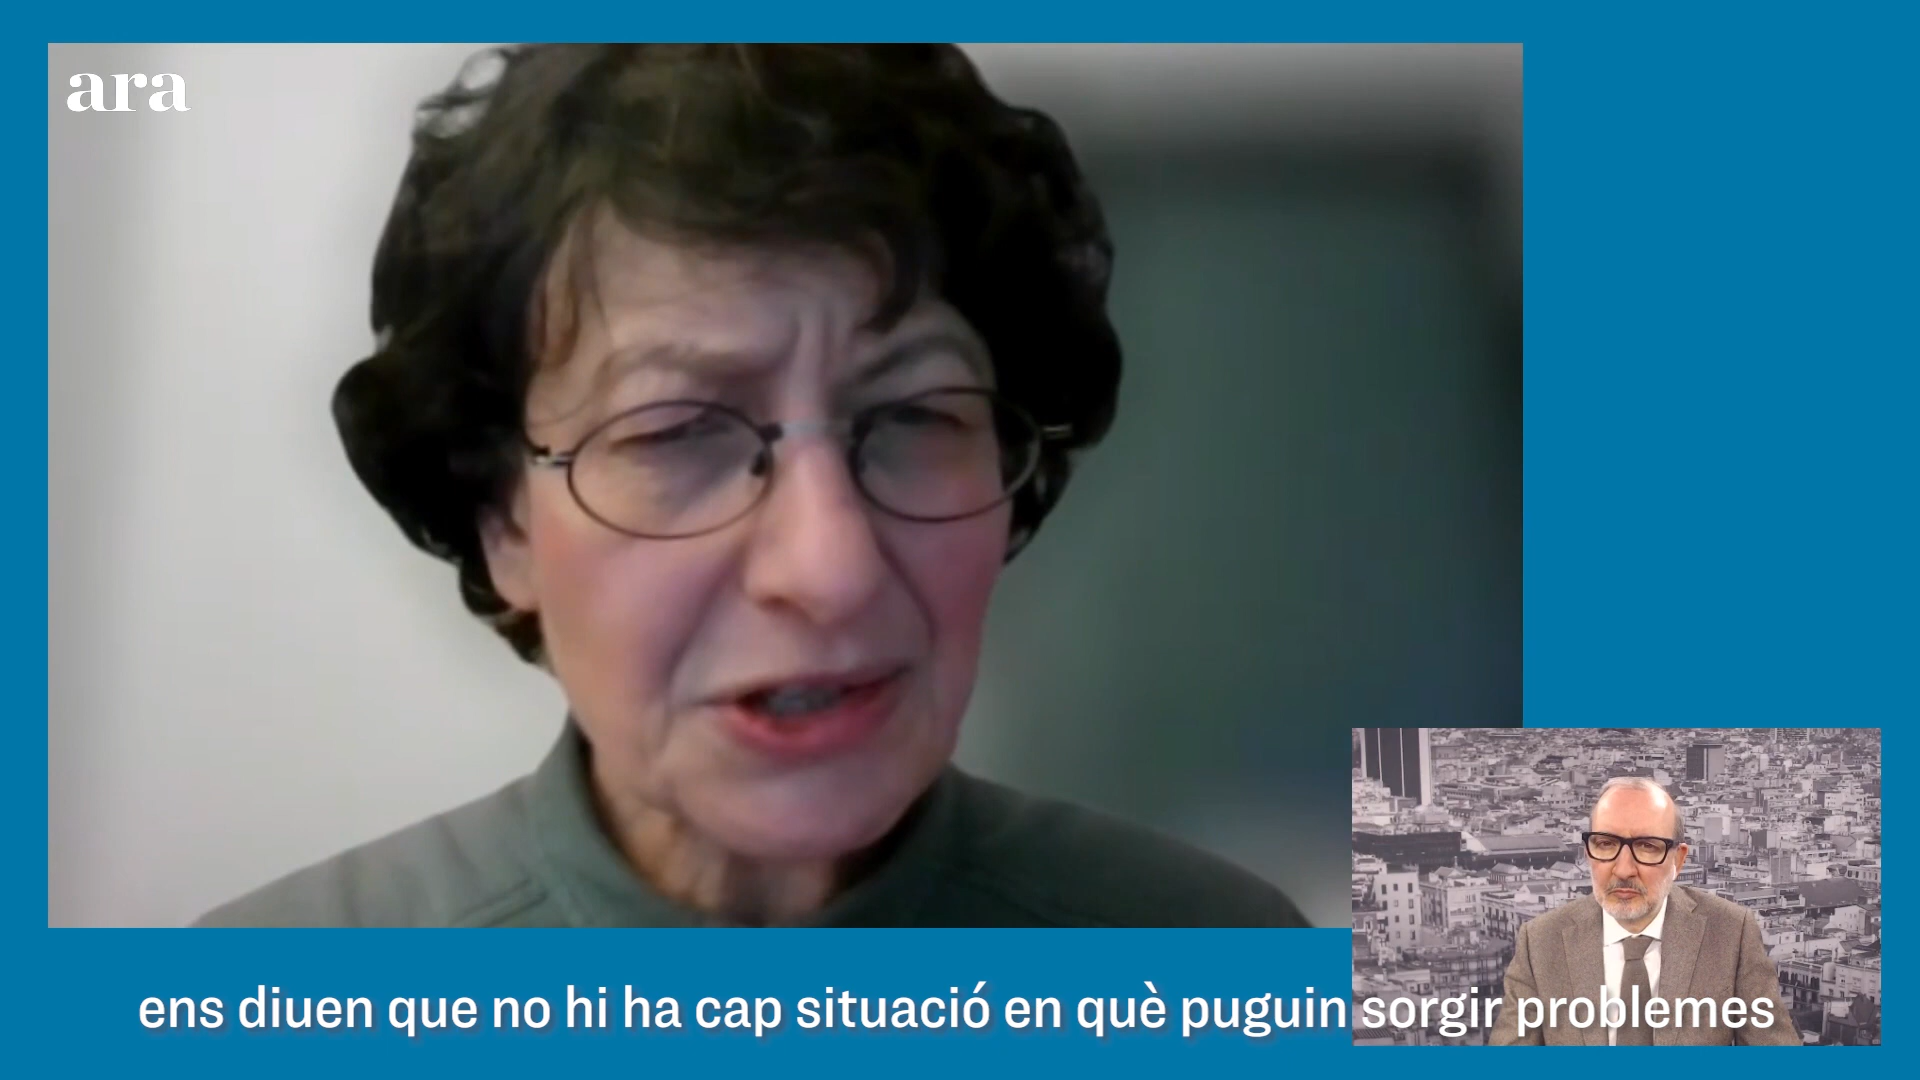 ara
ens diuen que no hi ha cap situació en què puguin sorgir problemes